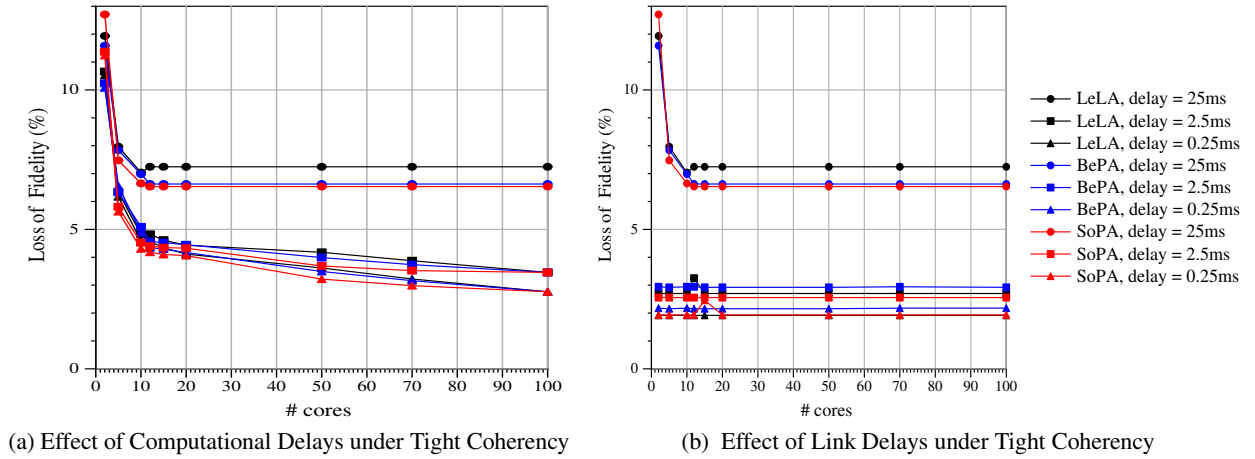 Loss of Fidelity (%)
10
5
0
0 10 20 30 40 50 60 70 80 90 100
# cores
(a) Effect of Computational Delays under Tight Coherency
Loss of Fidelity (%)
10
5
0
0 10 20 30 40 50 60 70 80 90 100
# cores
(b) Effect of Link Delays under Tight Coherency
LeLA, delay = 25ms
LeLA, delay = 2.5ms
LeLA, delay = 0.25ms
BePA, delay = 25ms
BePA, delay = 2.5ms
BePA, delay = 0.25ms
SoPA, delay = 25ms
SoPA, delay = 2.5ms
SoPA, delay = 0.25ms